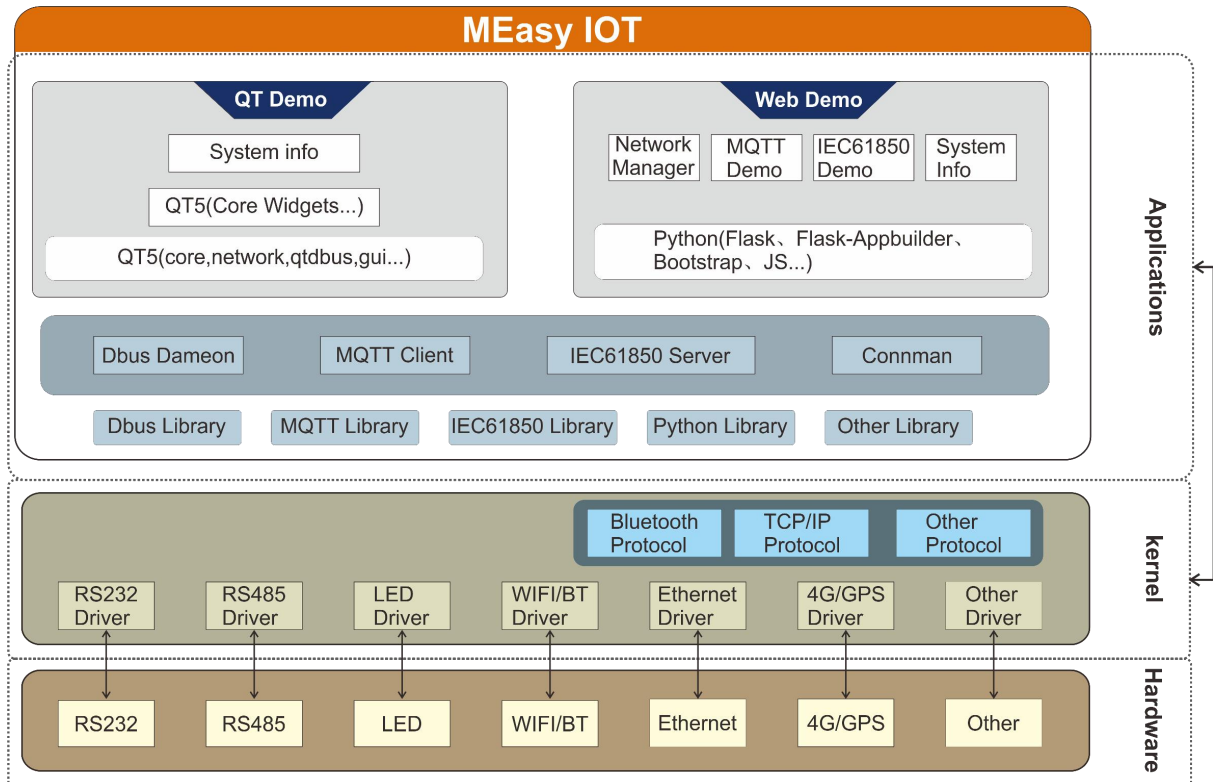 MEasy IOT
QT Demo
System info
QT5(Core Widgets...)
QT5(core,network,qtdbus,gui...)
Web Demo
Network
Manager
MQTT
Demo
IEC61850
Demo
System
Info
Python(Flask、Flask-Appbuilder、
Bootstrap、JS...)
Applications
Dbus Dameon
MQTT Client
IEC61850 Server
Connman
Dbus Library
MQTT Library
IEC61850 Library
Python Library
Other Library
Bluetooth
Protocol
TCP/IP
Protocol
Other
Protocol
kernel
RS232
Driver
RS485
Driver
LED
Driver
WIFI/BT
Driver
Ethernet
Driver
4G/GPS
Driver
Other
Driver
Hardware
RS232
RS485
LED
WIFI/BT
Ethernet
4G/GPS
Other